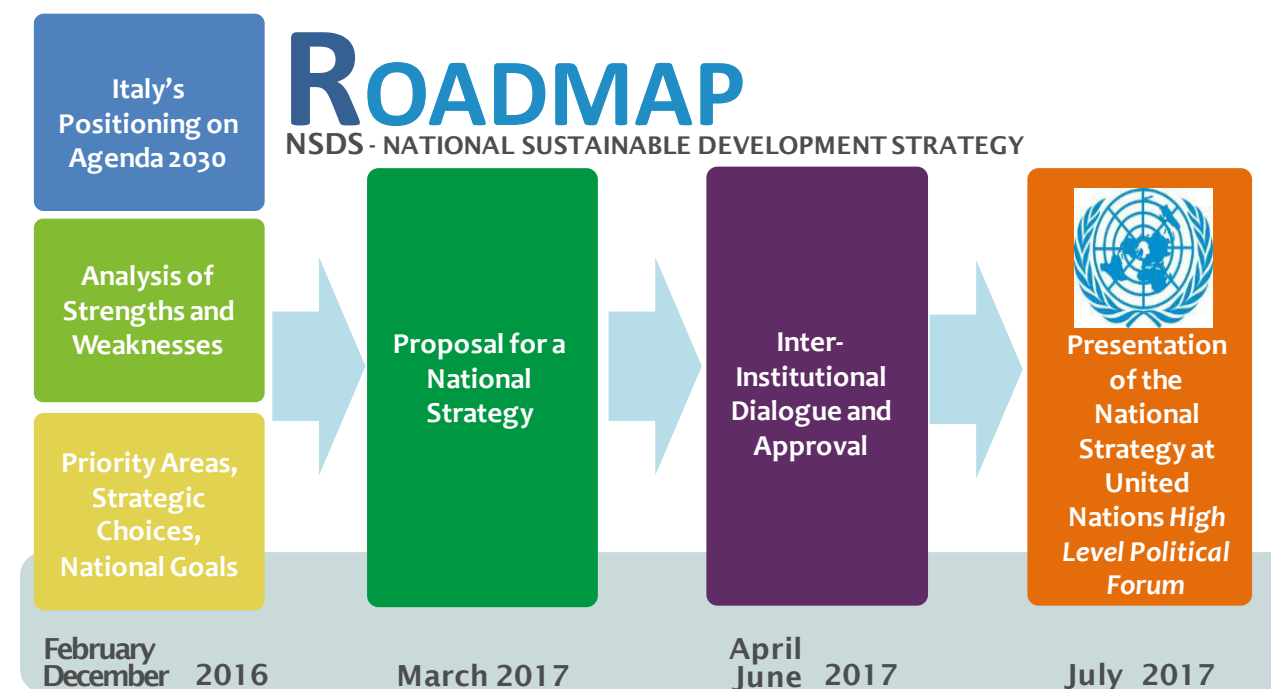 ROADMAP
NSDS - NATIONAL SUSTAINABLE DEVELOPMENT STRATEGY
Italy's
Positioning on
Agenda 2030
Analysis of
Strengths and
Weaknesses
Priority Areas,
Strategic
Choices,
National Goals
Proposal for a
National
Strategy
Inter-
Institutional
Dialogue and
Approval
Presentation
of the
National
Strategy at
United
Nations High
Level Political
Forum
February
December 2016
March 2017
April
June 2017
July 2017